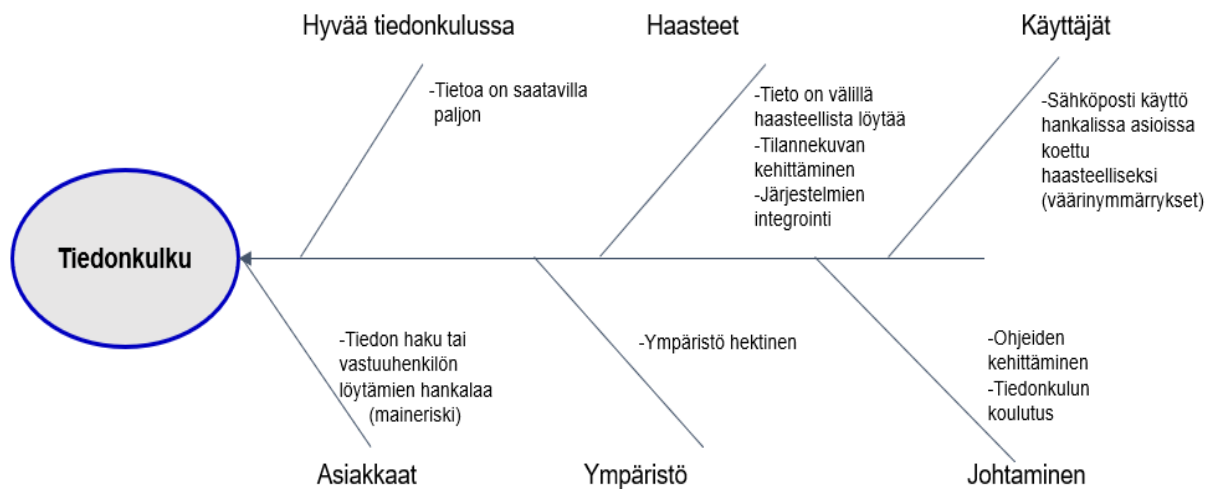 Hyvää tiedonkulussa
-Tietoa on saatavilla
paljon
Haasteet
-Tieto on välillä
haasteellista löytää
-Tilannekuvan
kehittäminen
-Järjestelmien
integrointi
Käyttäjät
-Sähköposti käyttö
hankalissa asioissa
koettu
haasteelliseksi
(väärinymmärrykset)
Tiedonkulku
-Tiedon haku tai
vastuuhenkilön
löytämien hankalaa
(maineriski)
Asiakkaat
-Ympäristö hektinen
Ympäristö
-Ohjeiden
kehittäminen
-Tiedonkulun
koulutus
Johtaminen